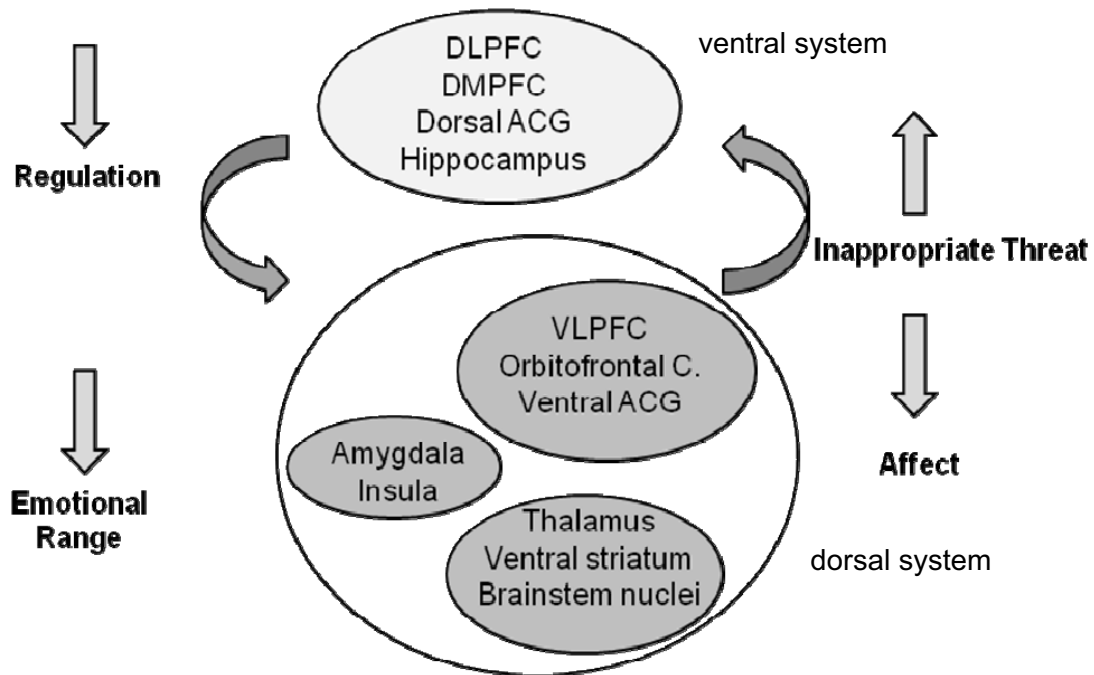 DLPFC
DMPFC
Dorsal ACG
Hippocampus
ventral system
Regulation
Inappropriate Threat
VLPFC
Orbitofrontal C.
Ventral ACG
Amygdala
Insula
Affect
Emotional
Range
Thalamus
Ventral striatum
Brainstem nuclei
dorsal system